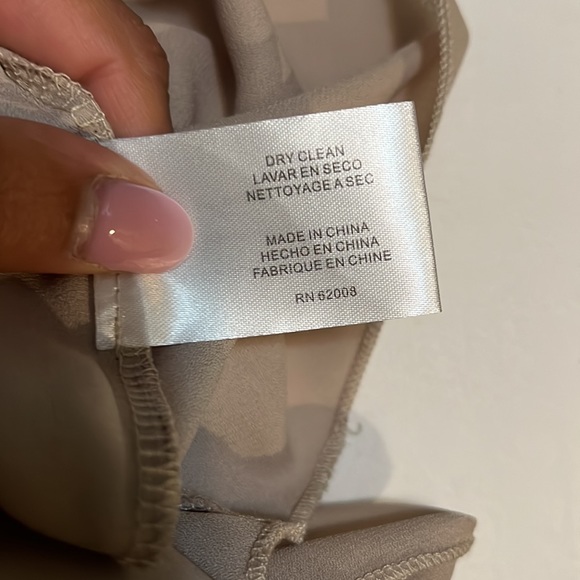 DRY CLEAN
LAVAR EN SECO
NETTOYAGE A SEC
MADE IN CHINA
HECHO EN CHINA
FABRIQUE EN CHINE
RN 62008